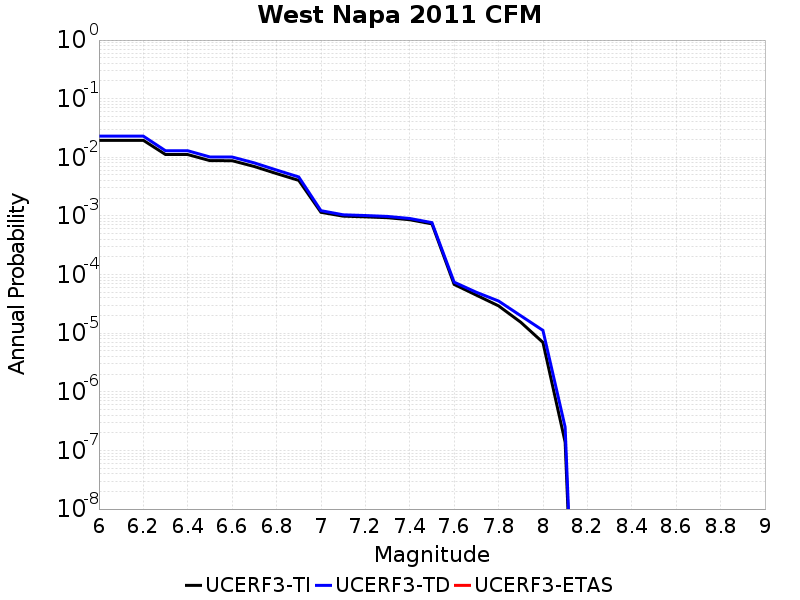 West Napa 2011 CFM
Annual Probability
10^0
10^-1
10^-2
10^-3
10^-4
10^-5
10^-6
10^-7
10^-8
6 6.2 6.4 6.6 6.8 7 7.2 7.4 7.6 7.8 8 8.2 8.4 8.6 8.8 9
Magnitude
UCERF3-TI UCERF3-TD UCERF3-ETAS